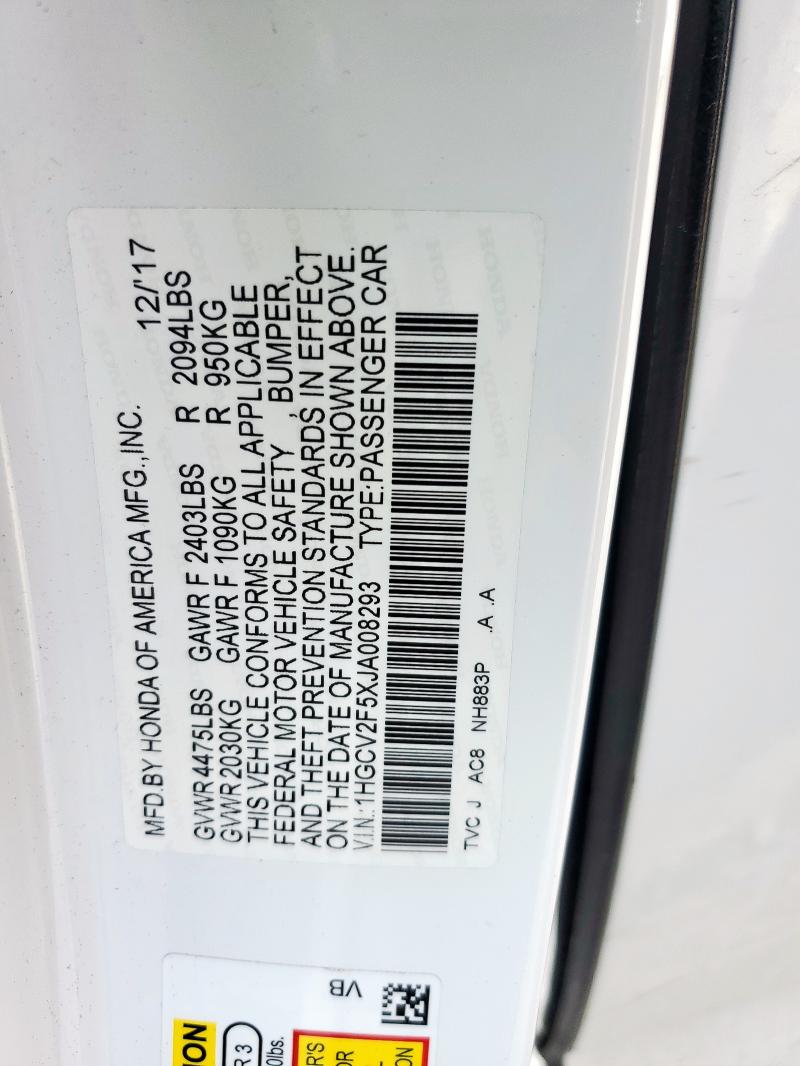 MFD.BY HONDA OF AMERICA MFG.,INC. 12/'17
GVWR 4475LBS GAWR F 2403LBS R 2094LBS
GVWR 2030KG GAWR F 1090KG R 950KG
THIS VEHICLE CONFORMS TO ALL APPLICABLE
FEDERAL MOTOR VEHICLE SAFETY , BUMPER,
AND THEFT PREVENTION STANDARDS IN EFFECT
ON THE DATE OF MANUFACTURE SHOWN ABOVE.
V.I.N.: 1HGCV2F5XJA008293 TYPE:PASSENGER CAR
TVC J AC8 NH883P .A .A
VB